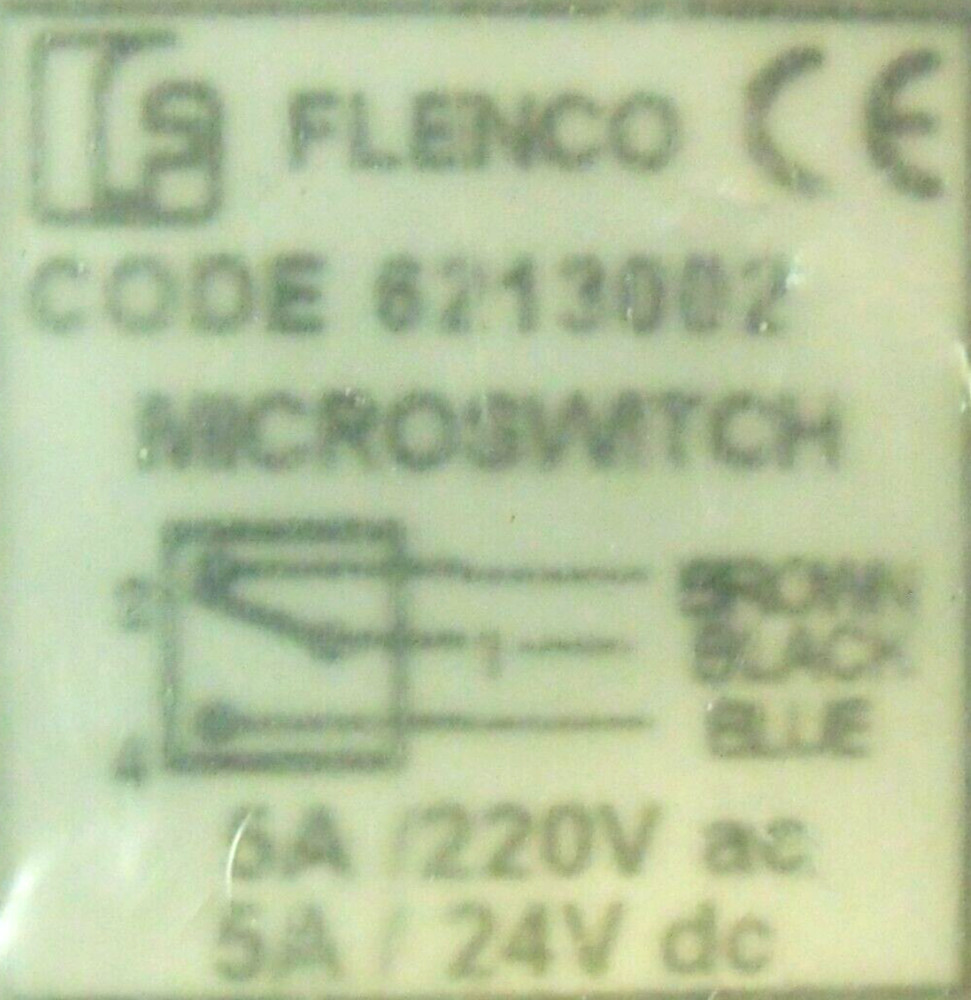 FLENCO CE
CODE 6213002
MICROSWITCH
2
BROWN
1 BLACK
BLUE
4
5A / 220V ac
5A / 24V dc